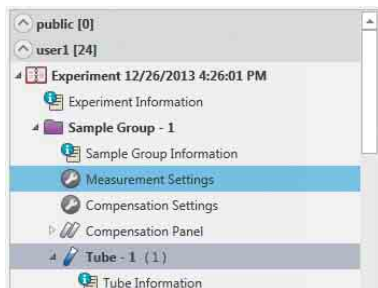 public [0]
user1 [24]
Experiment 12/26/2013 4:26:01 PM
Experiment Information
Sample Group - 1
Sample Group Information
Measurement Settings
Compensation Settings
Compensation Panel
Tube - 1 (1)
Tube Information